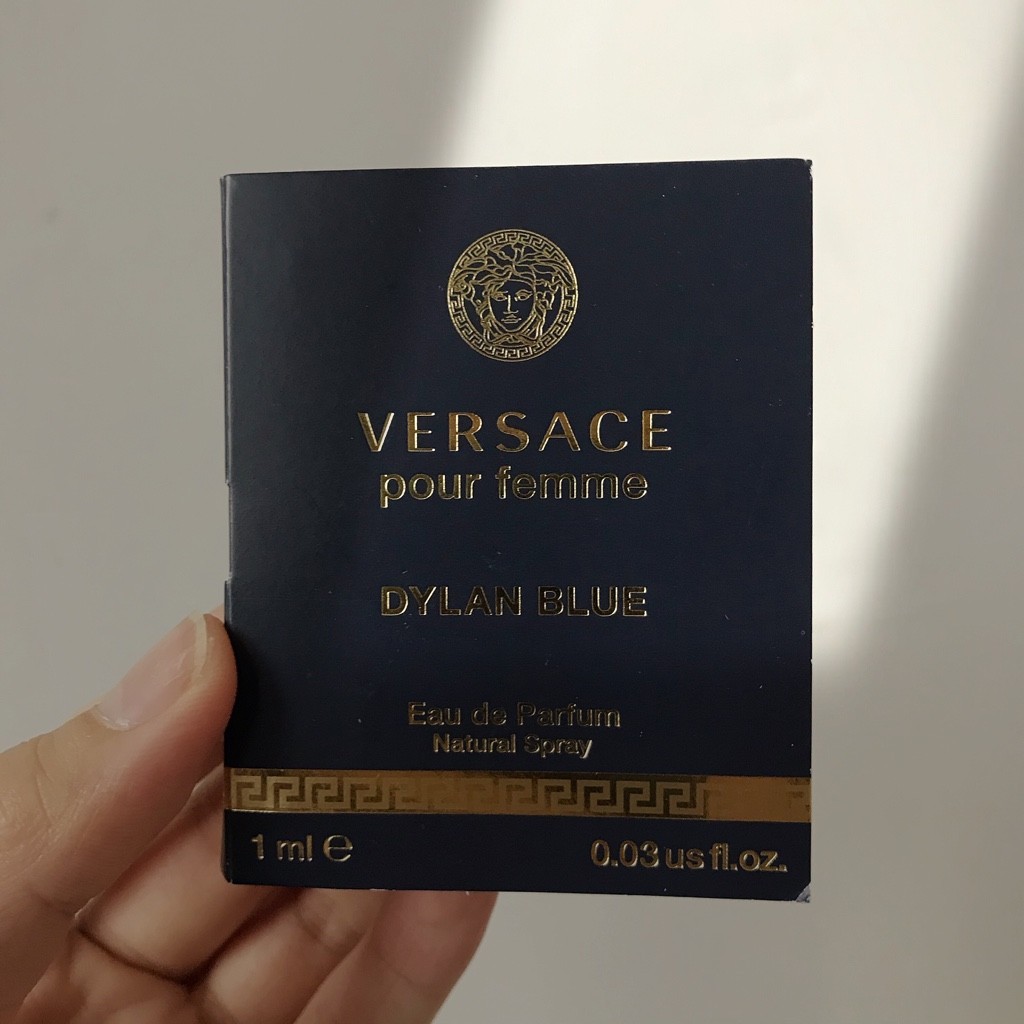 VERSACE
pour femme
DYLAN BLUE
Eau de Parfum
Natural Spray
1 ml ℮ 0.03 us fl.oz.